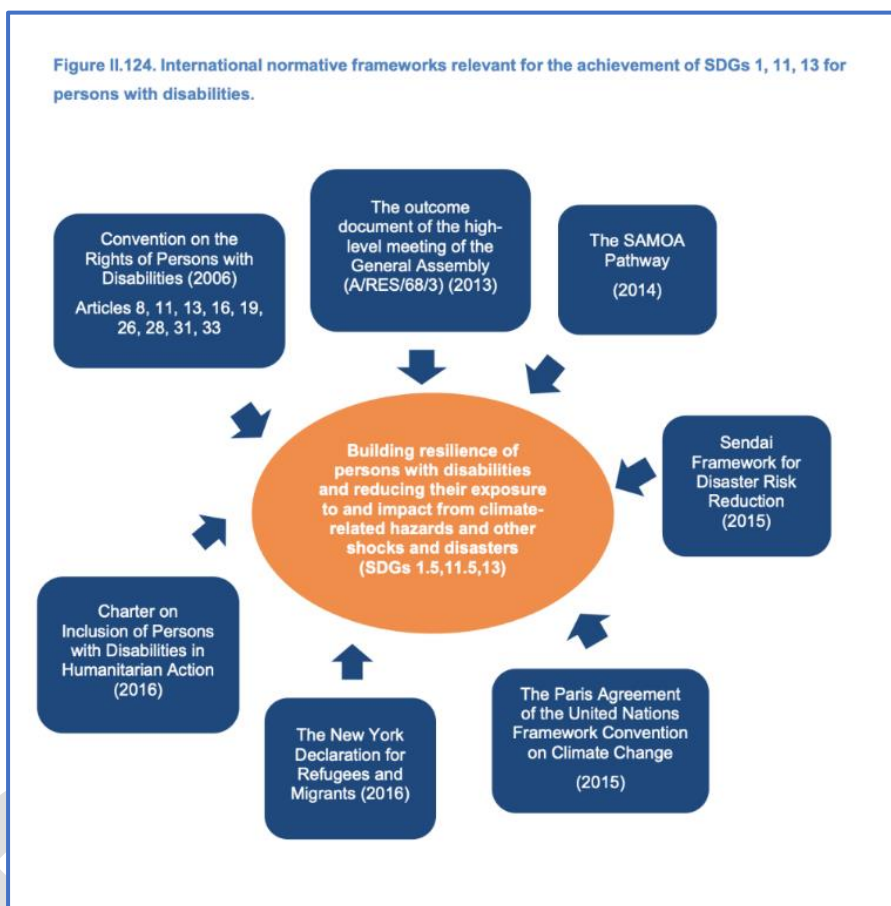 Figure II.124. International normative frameworks relevant for the achievement of SDGs 1, 11, 13 for
persons with disabilities.
Convention on the
Rights of Persons with
Disabilities (2006)
Articles 8, 11, 13, 16, 19,
26, 28, 31, 33
The outcome
document of the high-
level meeting of the
General Assembly
(A/RES/68/3) (2013)
The SAMOA
Pathway
(2014)
Sendai
Framework for
Disaster Risk
Reduction
(2015)
Building resilience of
persons with disabilities
and reducing their exposure
to and impact from climate-
related hazards and other
shocks and disasters
(SDGs 1.5,11.5,13)
Charter on
Inclusion of Persons
with Disabilities in
Humanitarian Action
(2016)
The New York
Declaration for
Refugees and
Migrants (2016)
The Paris Agreement
of the United Nations
Framework Convention
on Climate Change
(2015)